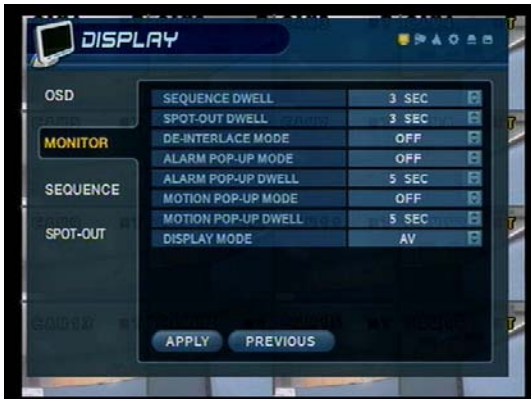 DISPLAY
OSD
MONITOR
SEQUENCE
SPOT-OUT
SEQUENCE DWELL 3 SEC
SPOT-OUT DWELL 3 SEC
DE-INTERLACE MODE OFF
ALARM POP-UP MODE OFF
ALARM POP-UP DWELL 5 SEC
MOTION POP-UP MODE OFF
MOTION POP-UP DWELL 5 SEC
DISPLAY MODE AV
APPLY PREVIOUS